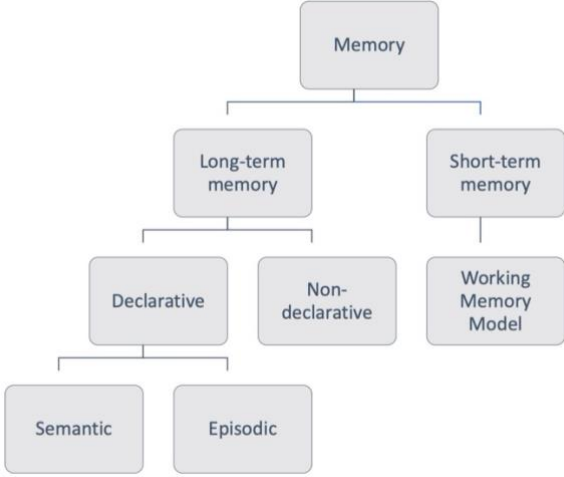 Memory
Long-term
memory
Short-term
memory
Declarative
Non-
declarative
Working
Memory
Model
Semantic
Episodic